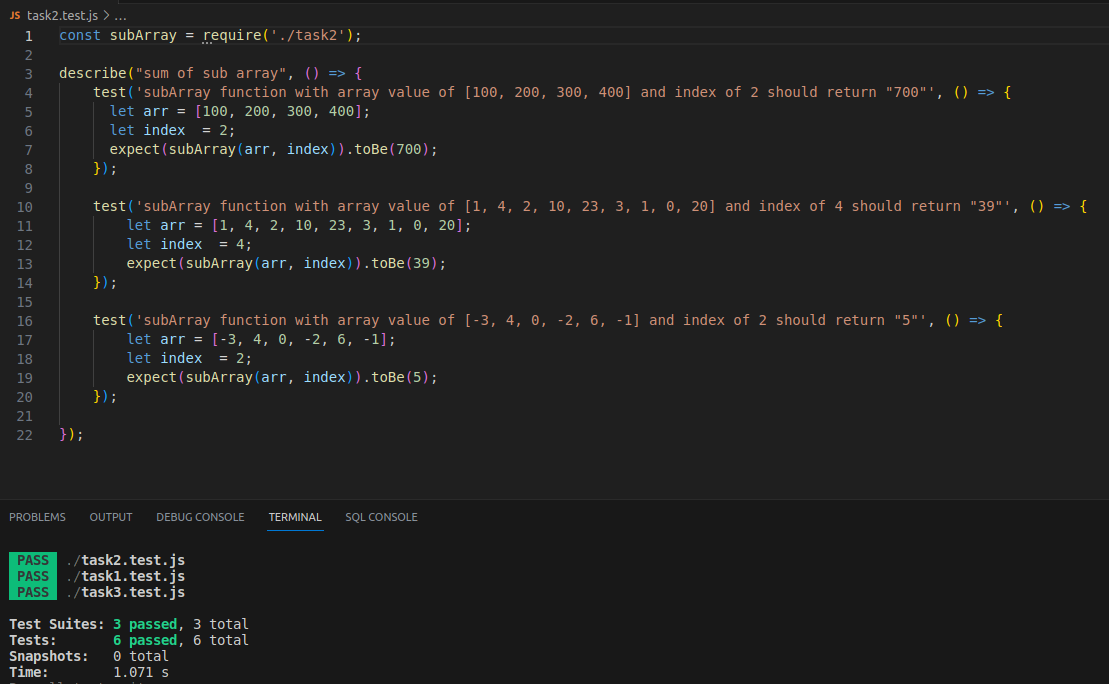 JS task2.test.js > ...
1 const subArray = require('./task2');
2
3 describe("sum of sub array", () => {
4 test('subArray function with array value of [100, 200, 300, 400] and index of 2 should return "700"', () => {
5 let arr = [100, 200, 300, 400];
6 let index  = 2;
7 expect(subArray(arr, index)).toBe(700);
8 });
9
10 test('subArray function with array value of [1, 4, 2, 10, 23, 3, 1, 0, 20] and index of 4 should return "39"', () => {
11 let arr = [1, 4, 2, 10, 23, 3, 1, 0, 20];
12 let index  = 4;
13 expect(subArray(arr, index)).toBe(39);
14 });
15
16 test('subArray function with array value of [-3, 4, 0, -2, 6, -1] and index of 2 should return "5"', () => {
17 let arr = [-3, 4, 0, -2, 6, -1];
18 let index  = 2;
19 expect(subArray(arr, index)).toBe(5);
20 });
21
22 });
PROBLEMS OUTPUT DEBUG CONSOLE TERMINAL SQL CONSOLE
PASS ./task2.test.js
PASS ./task1.test.js
PASS ./task3.test.js
Test Suites: 3 passed, 3 total
Tests: 6 passed, 6 total
Snapshots: 0 total
Time: 1.071 s